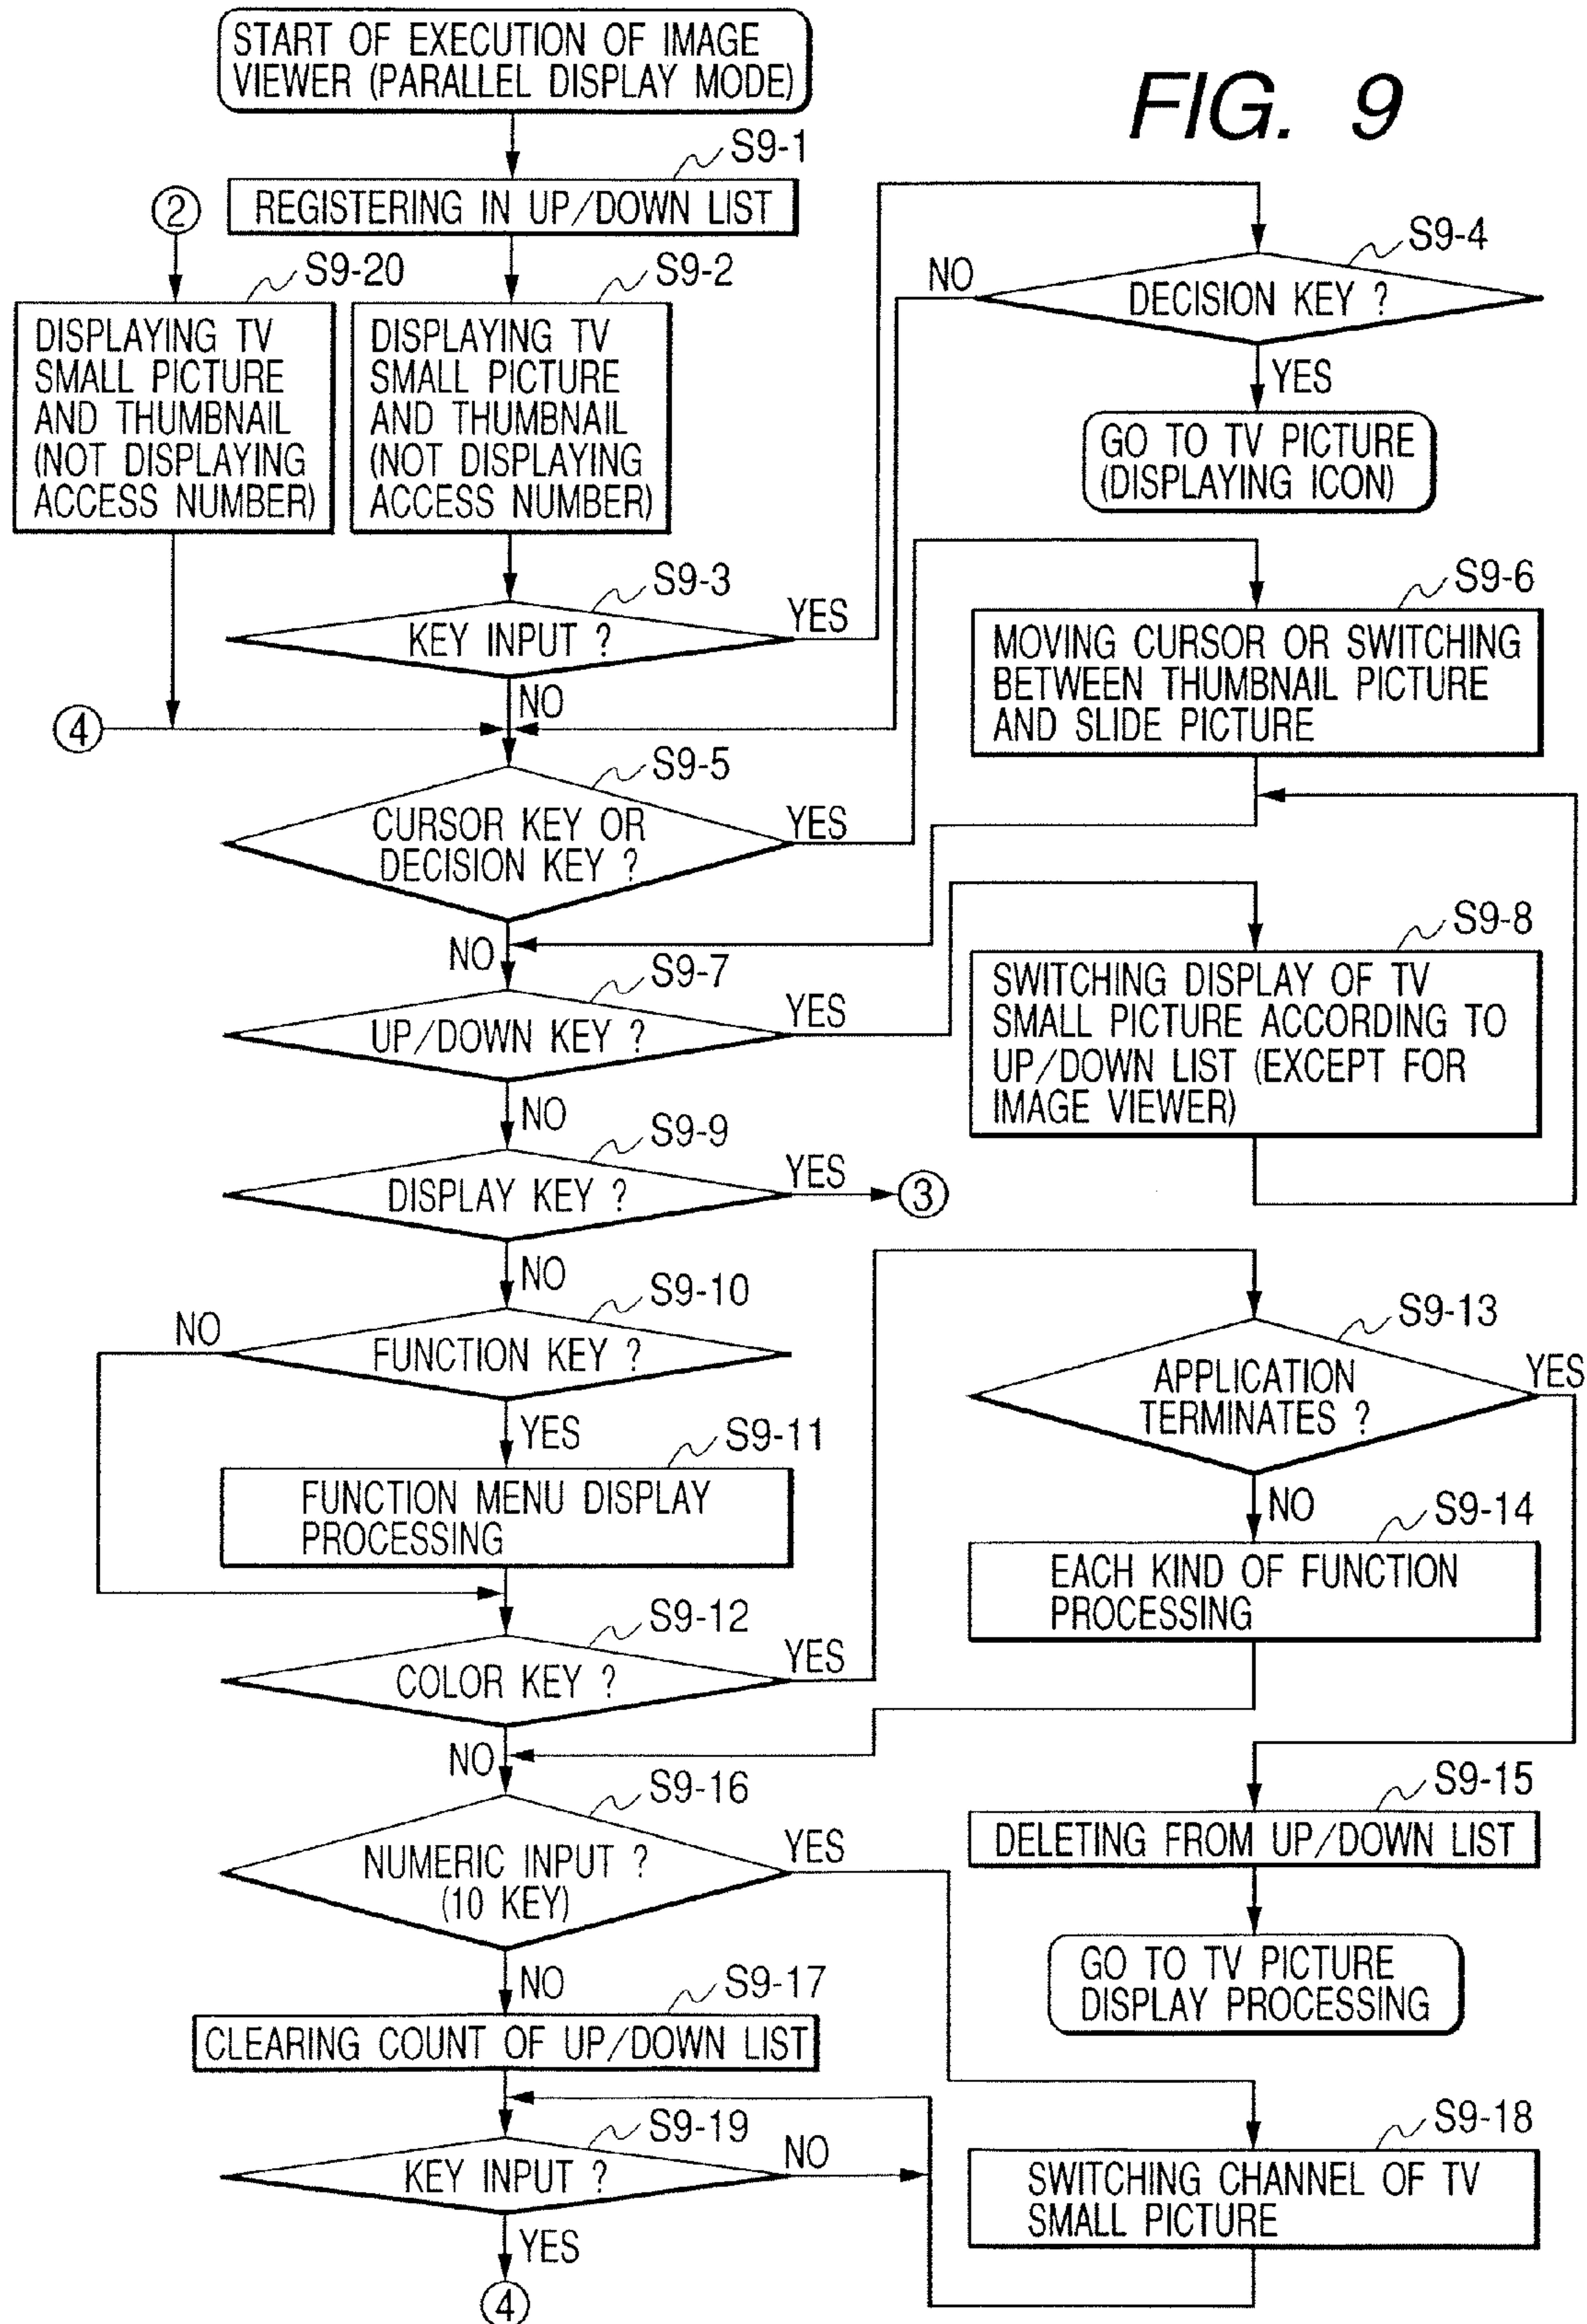 START OF EXECUTION OF IMAGE
VIEWER (PARALLEL DISPLAY MODE)
FIG. 9
S9-1
REGISTERING IN UP/DOWN LIST
2
S9-20
DISPLAYING TV
SMALL PICTURE
AND THUMBNAIL
(NOT DISPLAYING
ACCESS NUMBER)
S9-2
DISPLAYING TV
SMALL PICTURE
AND THUMBNAIL
(NOT DISPLAYING
ACCESS NUMBER)
S9-3
KEY INPUT ?
YES
NO
S9-4
DECISION KEY ?
NO
YES
GO TO TV PICTURE
(DISPLAYING ICON)
4
S9-5
CURSOR KEY OR
DECISION KEY ?
YES
NO
S9-6
MOVING CURSOR OR SWITCHING
BETWEEN THUMBNAIL PICTURE
AND SLIDE PICTURE
S9-7
UP/DOWN KEY ?
YES
NO
S9-8
SWITCHING DISPLAY OF TV
SMALL PICTURE ACCORDING TO
UP/DOWN LIST (EXCEPT FOR
IMAGE VIEWER)
S9-9
DISPLAY KEY ?
YES
3
NO
S9-10
FUNCTION KEY ?
NO
YES
S9-11
FUNCTION MENU DISPLAY
PROCESSING
S9-12
COLOR KEY ?
YES
NO
S9-13
APPLICATION
TERMINATES ?
YES
NO
S9-14
EACH KIND OF FUNCTION
PROCESSING
S9-15
DELETING FROM UP/DOWN LIST
GO TO TV PICTURE
DISPLAY PROCESSING
S9-16
NUMERIC INPUT ?
(10 KEY)
YES
NO
S9-17
CLEARING COUNT OF UP/DOWN LIST
S9-18
SWITCHING CHANNEL OF TV
SMALL PICTURE
S9-19
KEY INPUT ?
NO
YES
4